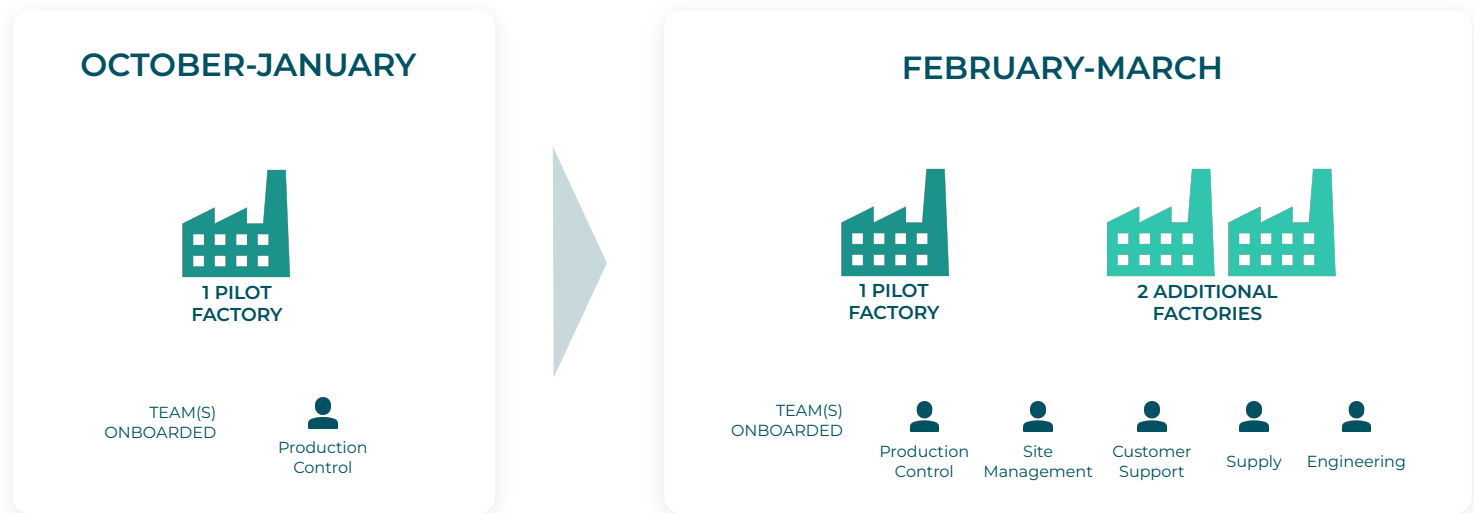 OCTOBER-JANUARY
1 PILOT
FACTORY
TEAM(S)
ONBOARDED
Production
Control
FEBRUARY-MARCH
1 PILOT
FACTORY
2 ADDITIONAL
FACTORIES
TEAM(S)
ONBOARDED
Production
Control
Site
Management
Customer
Support
Supply
Engineering